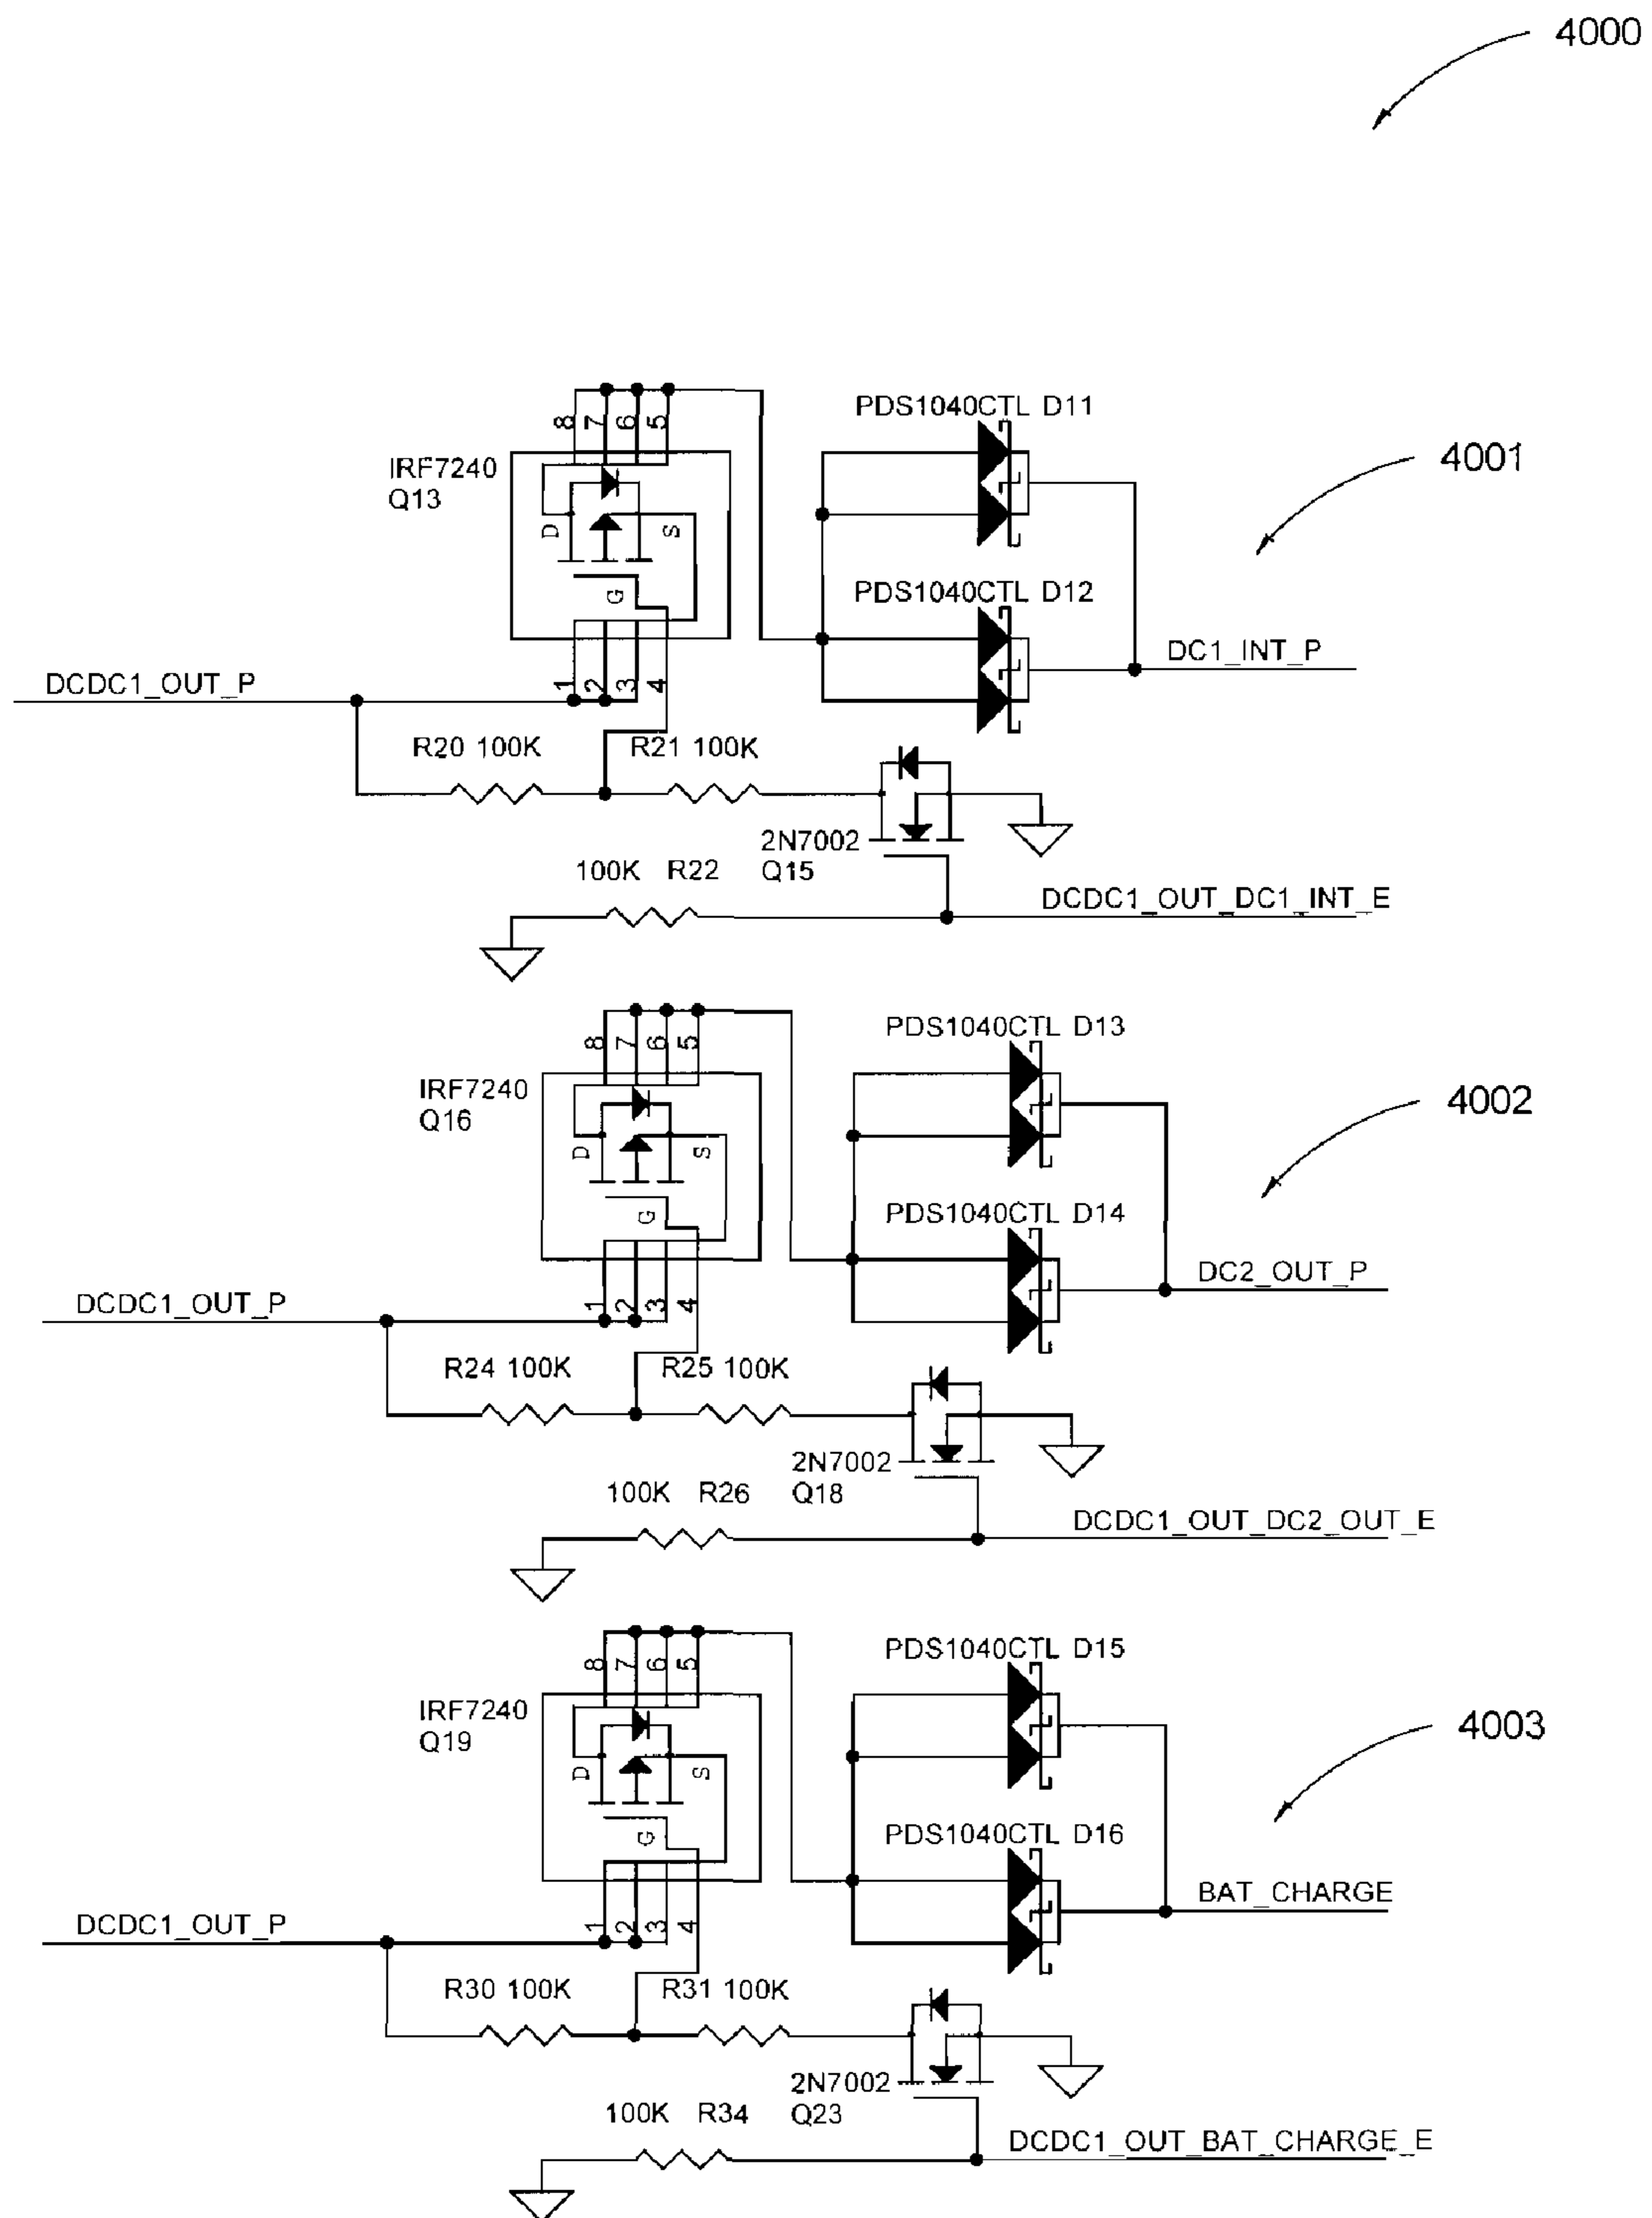 4000
PDS1040CTL D11
IRF7240
Q13
8 7 6 5
D
S
G
4001
PDS1040CTL D12
DC1_INT_P
DCDC1_OUT_P
1 2 3 4
R20 100K
R21 100K
2N7002
Q15
100K R22
DCDC1_OUT_DC1_INT_E
PDS1040CTL D13
8 7 6 5
IRF7240
Q16
D
S
G
4002
PDS1040CTL D14
DC2_OUT_P
DCDC1_OUT_P
1 2 3 4
R24 100K
R25 100K
2N7002
Q18
100K R26
DCDC1_OUT_DC2_OUT_E
PDS1040CTL D15
8 7 6 5
IRF7240
Q19
D
S
G
4003
PDS1040CTL D16
BAT_CHARGE
DCDC1_OUT_P
1 2 3 4
R30 100K
R31 100K
2N7002
Q23
100K R34
DCDC1_OUT_BAT_CHARGE_E